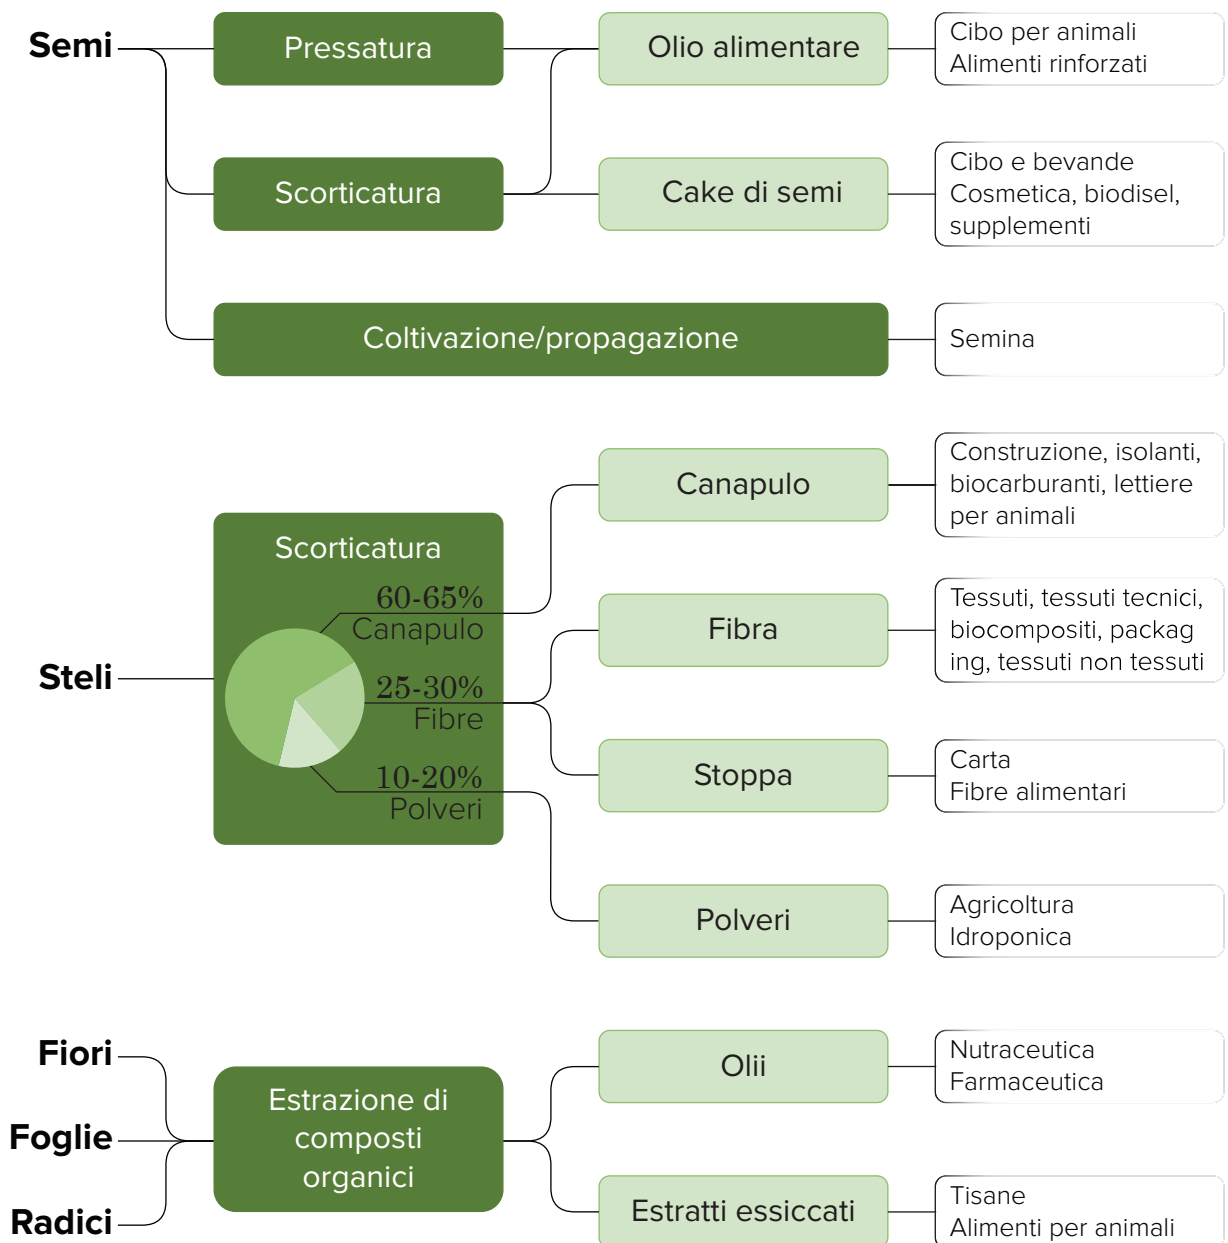 Semi
Pressatura
Olio alimentare
Cibo per animali
Alimenti rinforzati
Scorticatura
Cake di semi
Cibo e bevande
Cosmetica, biodisel,
supplementi
Coltivazione/propagazione
Semina
Steli
Scorticatura
60-65%
Canapulo
25-30%
Fibre
10-20%
Polveri
Canapulo
Construzione, isolanti,
biocarburanti, lettiere
per animali
Fibra
Tessuti, tessuti tecnici,
biocompositi, packag
ing, tessuti non tessuti
Stoppa
Carta
Fibre alimentari
Polveri
Agricoltura
Idroponica
Fiori
Foglie
Radici
Estrazione di
composti
organici
Olii
Nutraceutica
Farmaceutica
Estratti essiccati
Tisane
Alimenti per animali